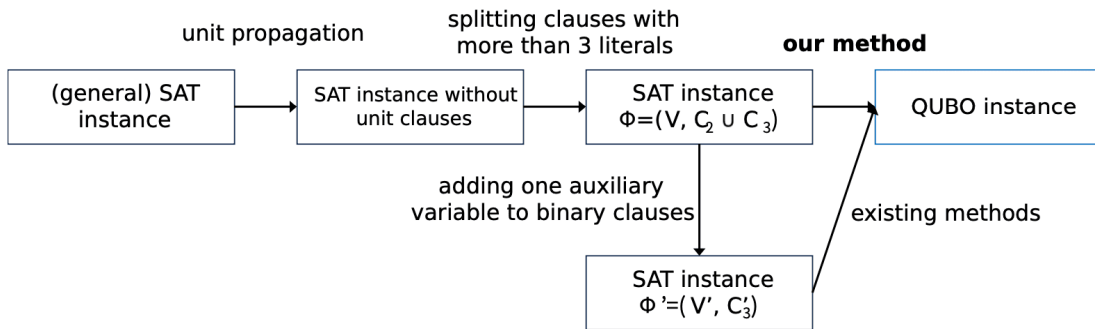 unit propagation
splitting clauses with
more than 3 literals
our method
(general) SAT
instance
SAT instance without
unit clauses
SAT instance
Φ=(V, C₂ ∪ C₃)
QUBO instance
adding one auxiliary
variable to binary clauses
existing methods
SAT instance
Φ'=(V', C'₃)